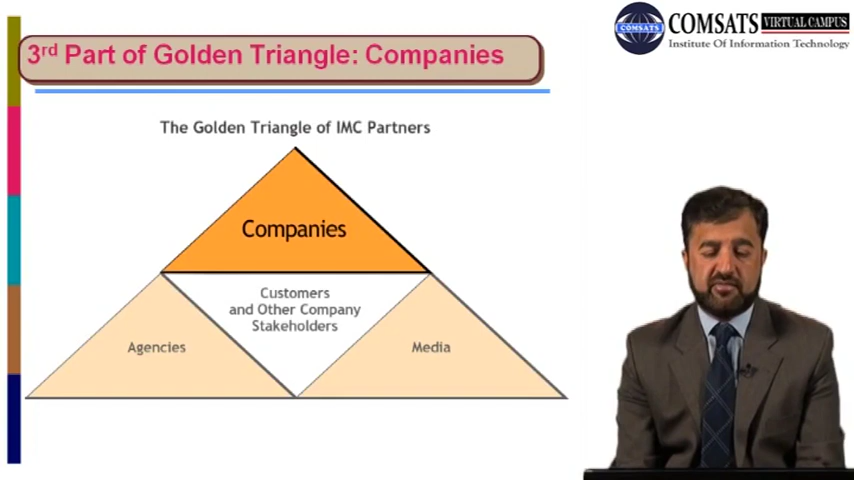 3rd Part of Golden Triangle: Companies
COMSATS VIRTUAL CAMPUS
Institute Of Information Technology
COMSATS
The Golden Triangle of IMC Partners
Companies
Customers
and Other Company
Stakeholders
Agencies
Media